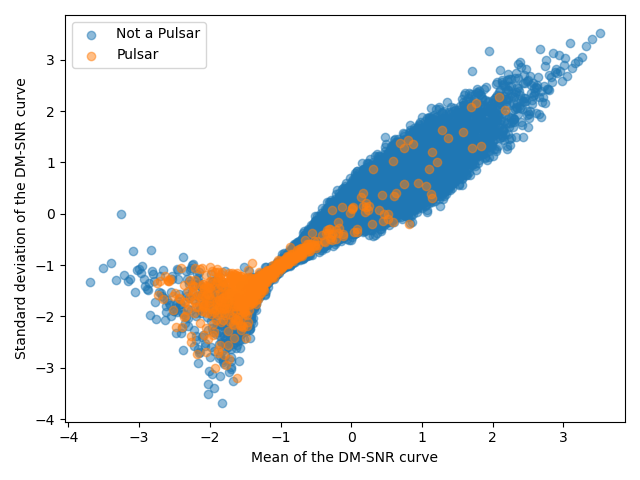 Not a Pulsar
Pulsar
Standard deviation of the DM-SNR curve
3
2
1
0
−1
−2
−3
−4
−4 −3 −2 −1 0 1 2 3
Mean of the DM-SNR curve